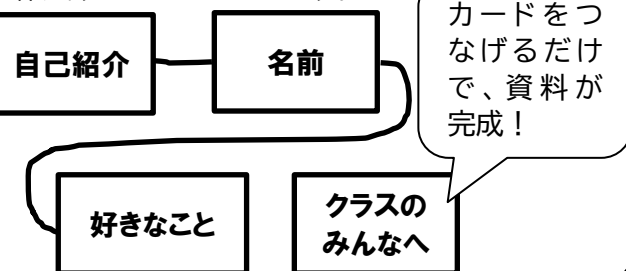 自己紹介
名前
カードをつ
なげるだけ
で、資料が
完成！
好きなこと
クラスの
みんなへ